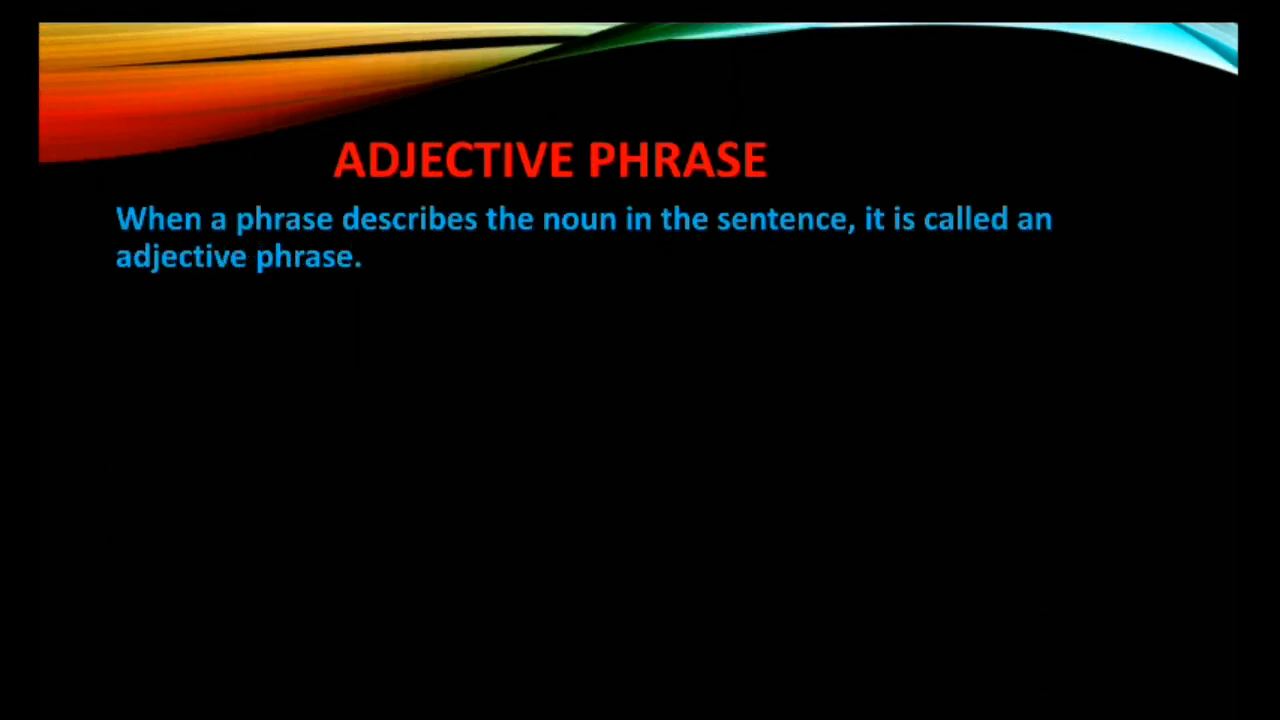 ADJECTIVE PHRASE
When a phrase describes the noun in the sentence, it is called an
adjective phrase.